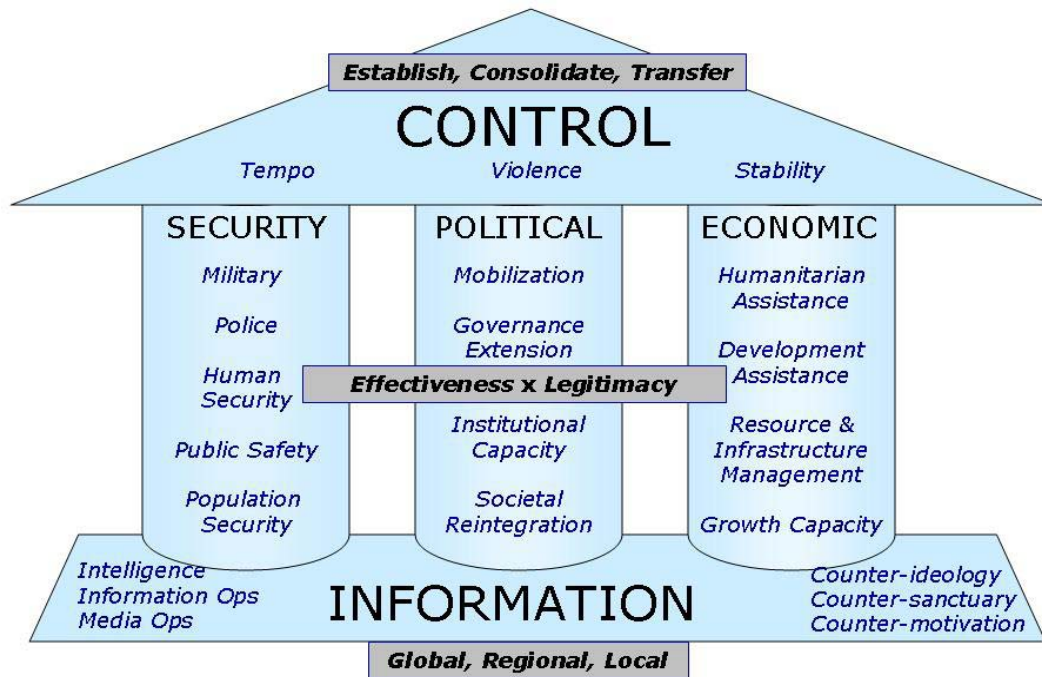 Establish, Consolidate, Transfer
CONTROL
Tempo
Violence
Stability
SECURITY
Military
Police
Human
Security
Public Safety
Population
Security
POLITICAL
Mobilization
Governance
Extension
Effectiveness x Legitimacy
Institutional
Capacity
Societal
Reintegration
ECONOMIC
Humanitarian
Assistance
Development
Assistance
Resource &
Infrastructure
Management
Growth Capacity
Intelligence
Information Ops
Media Ops
INFORMATION
Counter-ideology
Counter-sanctuary
Counter-motivation
Global, Regional, Local